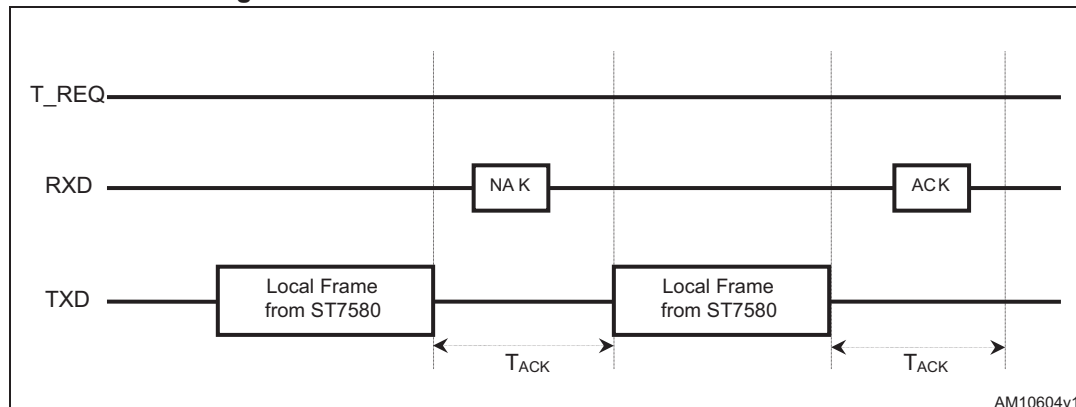 T_REQ
RXD
NA K
ACK
TXD
Local Frame
from ST7580
Local Frame
from ST7580
TACK
TACK
AM10604v1